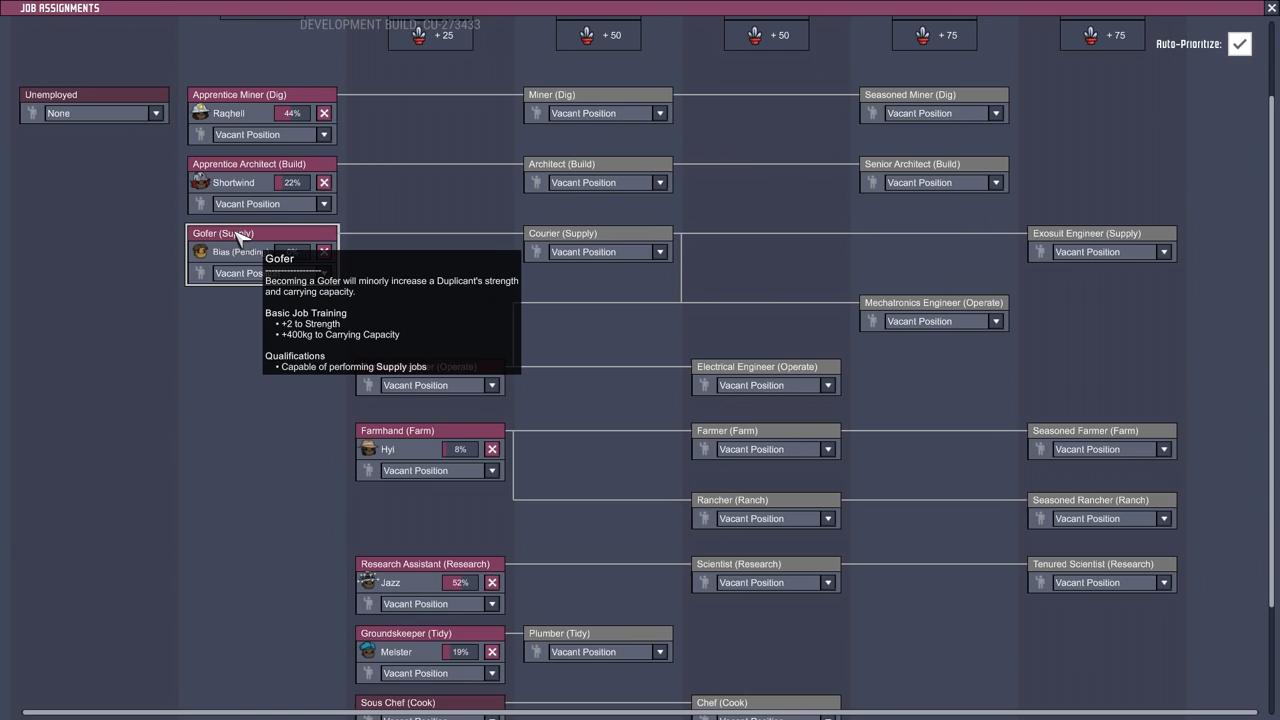 JOB ASSIGNMENTS
DEVELOPMENT BUILD: CU-273433
+ 25
+ 50
+ 50
+ 75
+ 75
Auto-Prioritize:
Unemployed
None
Apprentice Miner (Dig)
Raqhell
44%
Vacant Position
Miner (Dig)
Vacant Position
Seasoned Miner (Dig)
Vacant Position
Apprentice Architect (Build)
Shortwind
22%
Vacant Position
Architect (Build)
Vacant Position
Senior Architect (Build)
Vacant Position
Gofer (Supply)
Bias (Pending
Vacant Pos
Courier (Supply)
Vacant Position
Exosuit Engineer (Supply)
Vacant Position
Gofer
--------------------
Becoming a Gofer will minorly increase a Duplicant's strength
and carrying capacity.
Basic Job Training
• +2 to Strength
• +400kg to Carrying Capacity
Qualifications
• Capable of performing Supply jobs
Mechatronics Engineer (Operate)
Vacant Position
(Operate)
Vacant Position
Electrical Engineer (Operate)
Vacant Position
Farmhand (Farm)
Hyi
8%
Vacant Position
Farmer (Farm)
Vacant Position
Seasoned Farmer (Farm)
Vacant Position
Rancher (Ranch)
Vacant Position
Seasoned Rancher (Ranch)
Vacant Position
Research Assistant (Research)
Jazz
52%
Vacant Position
Scientist (Research)
Vacant Position
Tenured Scientist (Research)
Vacant Position
Groundskeeper (Tidy)
Melster
19%
Vacant Position
Plumber (Tidy)
Vacant Position
Sous Chef (Cook)
Chef (Cook)